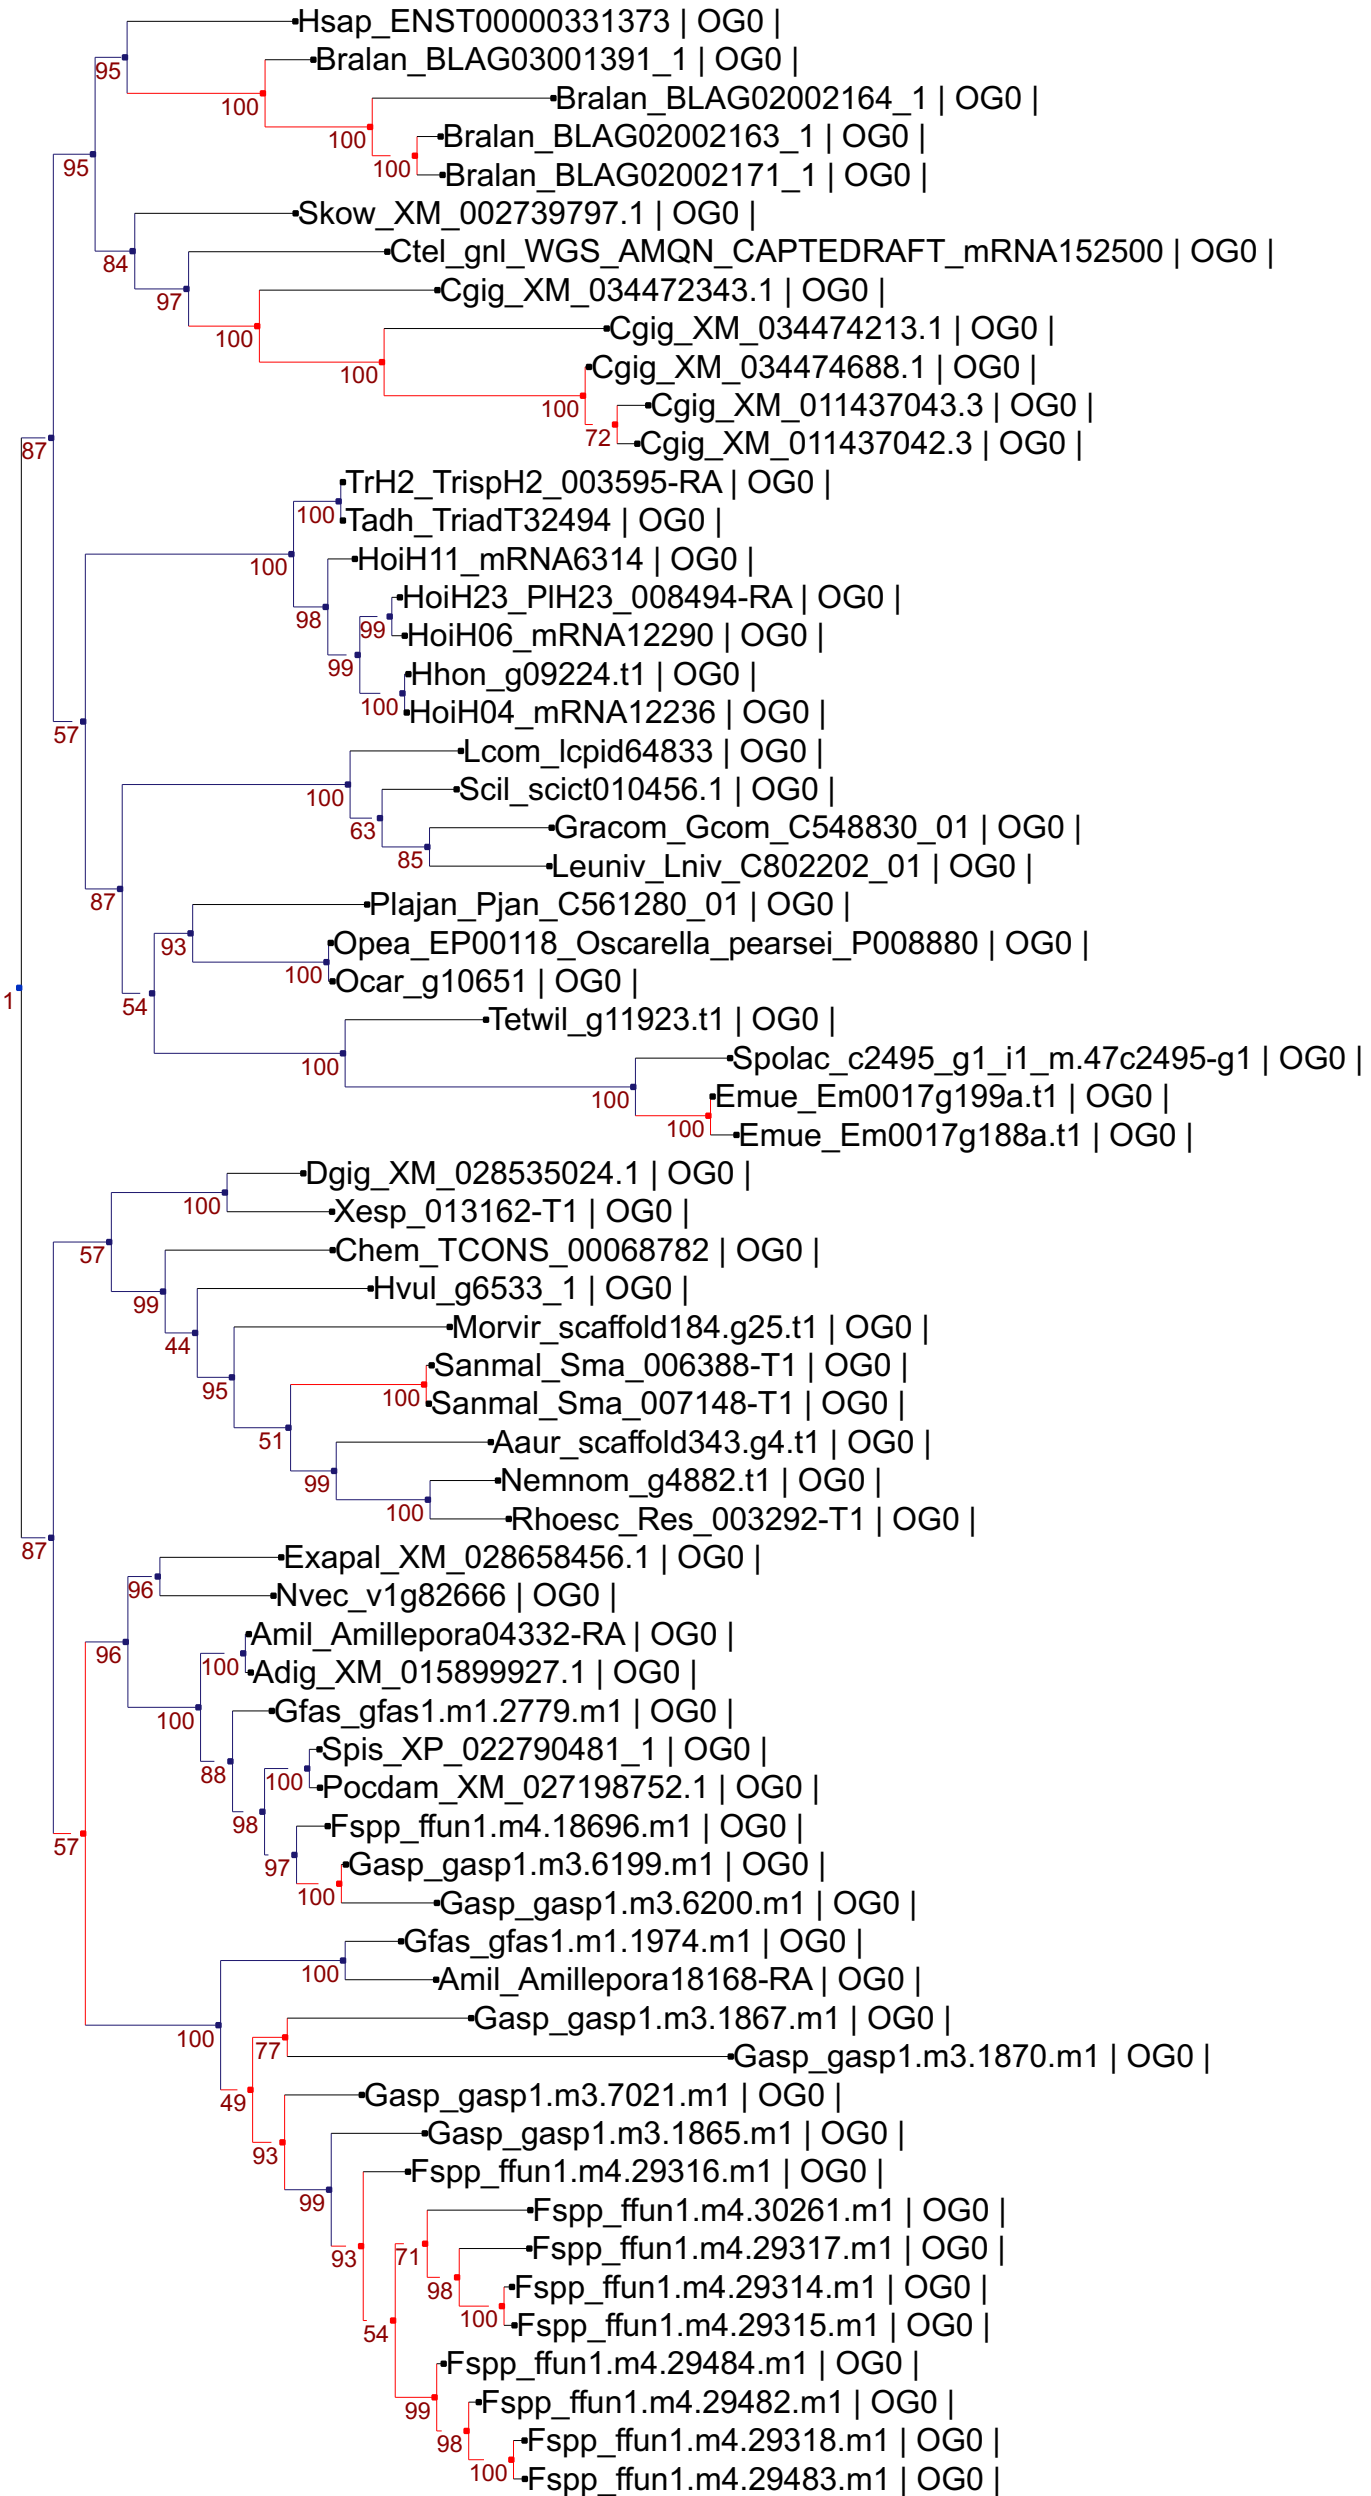 Hsap_ENST00000331373 | OG0 |
Bralan_BLAG03001391_1 | OG0 |
95
100
Bralan_BLAG02002164_1 | OG0 |
100
Bralan_BLAG02002163_1 | OG0 |
95
100
Bralan_BLAG02002171_1 | OG0 |
Skow_XM_002739797.1 | OG0 |
84
Ctel_gnl_WGS_AMQN_CAPTEDRAFT_mRNA152500 | OG0 |
97
Cgig_XM_034472343.1 | OG0 |
100
Cgig_XM_034474213.1 | OG0 |
100
Cgig_XM_034474688.1 | OG0 |
100
Cgig_XM_011437043.3 | OG0 |
72
Cgig_XM_011437042.3 | OG0 |
87
TrH2_TrispH2_003595-RA | OG0 |
100
Tadh_TriadT32494 | OG0 |
100
HoiH11_mRNA6314 | OG0 |
98
HoiH23_PlH23_008494-RA | OG0 |
99
HoiH06_mRNA12290 | OG0 |
99
Hhon_g09224.t1 | OG0 |
100
HoiH04_mRNA12236 | OG0 |
57
Lcom_lcpid64833 | OG0 |
100
Scil_scict010456.1 | OG0 |
63
Gracom_Gcom_C548830_01 | OG0 |
85
Leuniv_Lniv_C802202_01 | OG0 |
87
Plajan_Pjan_C561280_01 | OG0 |
93
Opea_EP00118_Oscarella_pearsei_P008880 | OG0 |
100
Ocar_g10651 | OG0 |
1
54
Tetwil_g11923.t1 | OG0 |
100
Spolac_c2495_g1_i1_m.47c2495-g1 | OG0 |
100
Emue_Em0017g199a.t1 | OG0 |
100
Emue_Em0017g188a.t1 | OG0 |
Dgig_XM_028535024.1 | OG0 |
100
Xesp_013162-T1 | OG0 |
57
Chem_TCONS_00068782 | OG0 |
99
Hvul_g6533_1 | OG0 |
44
Morvir_scaffold184.g25.t1 | OG0 |
95
Sanmal_Sma_006388-T1 | OG0 |
100
Sanmal_Sma_007148-T1 | OG0 |
51
Aaur_scaffold343.g4.t1 | OG0 |
99
Nemnom_g4882.t1 | OG0 |
100
Rhoesc_Res_003292-T1 | OG0 |
87
Exapal_XM_028658456.1 | OG0 |
96
Nvec_v1g82666 | OG0 |
96
Amil_Amillepora04332-RA | OG0 |
100
Adig_XM_015899927.1 | OG0 |
100
Gfas_gfas1.m1.2779.m1 | OG0 |
88
Spis_XP_022790481_1 | OG0 |
100
Pocdam_XM_027198752.1 | OG0 |
98
Fspp_ffun1.m4.18696.m1 | OG0 |
57
97
Gasp_gasp1.m3.6199.m1 | OG0 |
100
Gasp_gasp1.m3.6200.m1 | OG0 |
Gfas_gfas1.m1.1974.m1 | OG0 |
100
Amil_Amillepora18168-RA | OG0 |
100
Gasp_gasp1.m3.1867.m1 | OG0 |
77
Gasp_gasp1.m3.1870.m1 | OG0 |
49
Gasp_gasp1.m3.7021.m1 | OG0 |
93
Gasp_gasp1.m3.1865.m1 | OG0 |
Fspp_ffun1.m4.29316.m1 | OG0 |
99
Fspp_ffun1.m4.30261.m1 | OG0 |
93
71
Fspp_ffun1.m4.29317.m1 | OG0 |
98
Fspp_ffun1.m4.29314.m1 | OG0 |
100
Fspp_ffun1.m4.29315.m1 | OG0 |
54
Fspp_ffun1.m4.29484.m1 | OG0 |
99
Fspp_ffun1.m4.29482.m1 | OG0 |
98
Fspp_ffun1.m4.29318.m1 | OG0 |
100
Fspp_ffun1.m4.29483.m1 | OG0 |